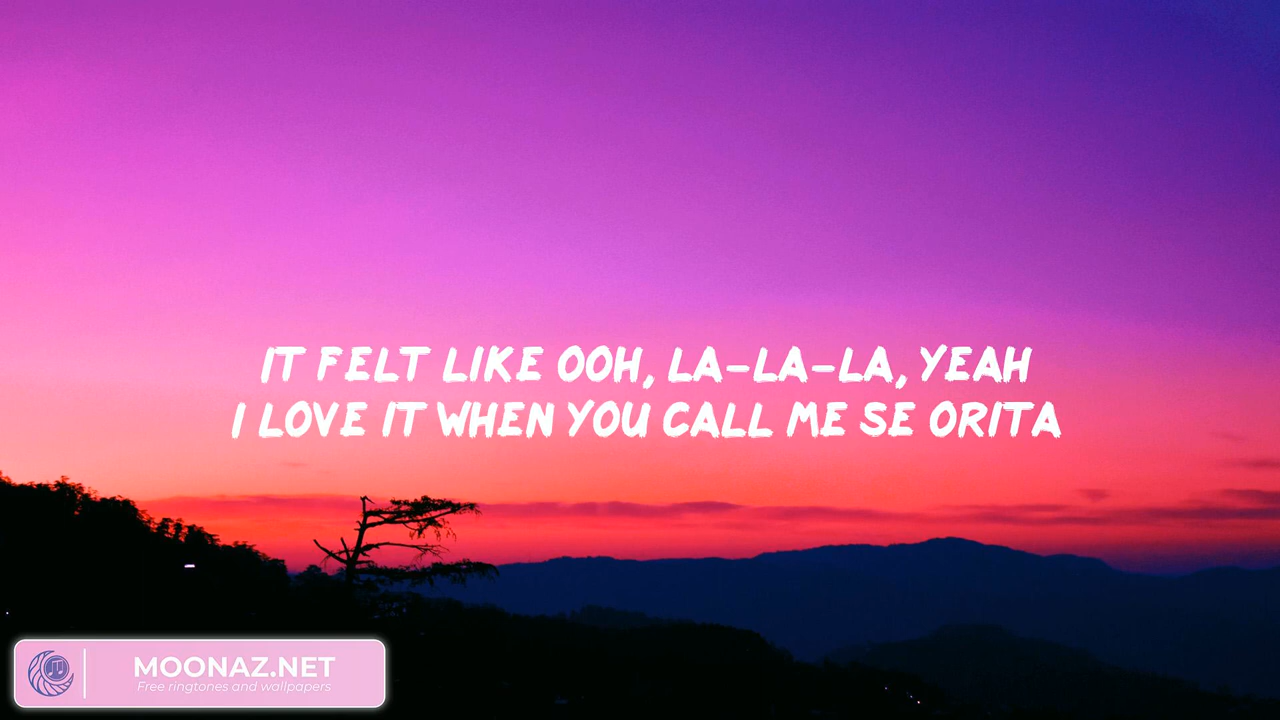 IT FELT LIKE OOH, LA-LA-LA, YEAH
I LOVE IT WHEN YOU CALL ME SE ORITA
MOONAZ.NET
Free ringtones and wallpapers